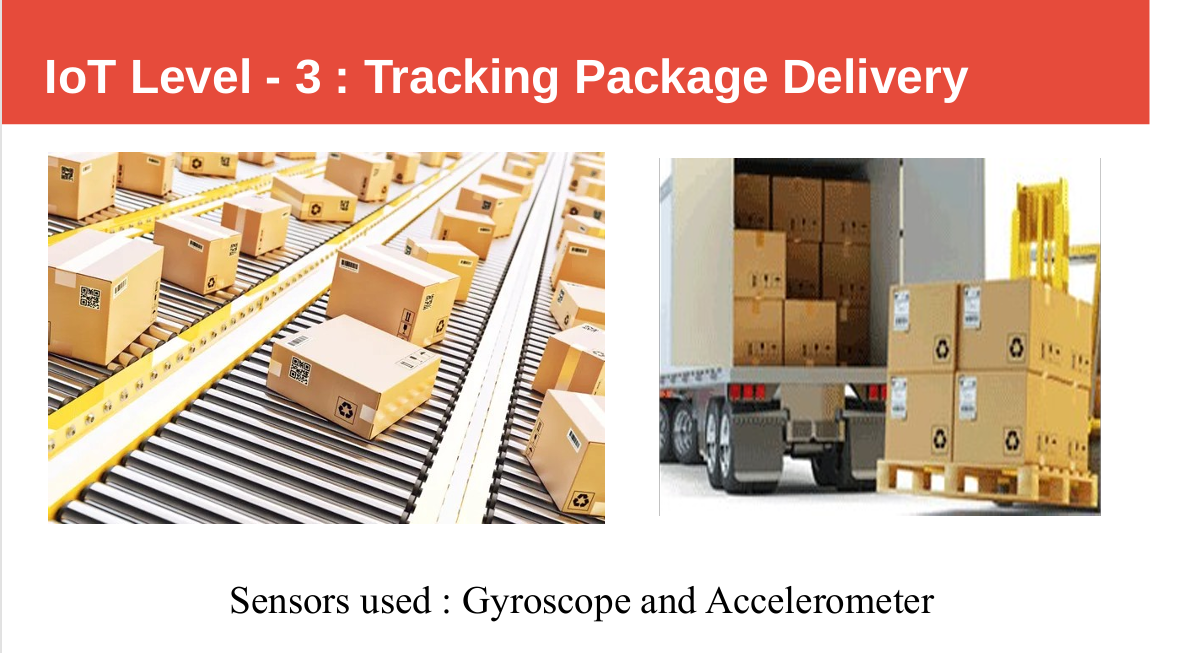 IoT Level - 3 : Tracking Package Delivery
Sensors used : Gyroscope and Accelerometer